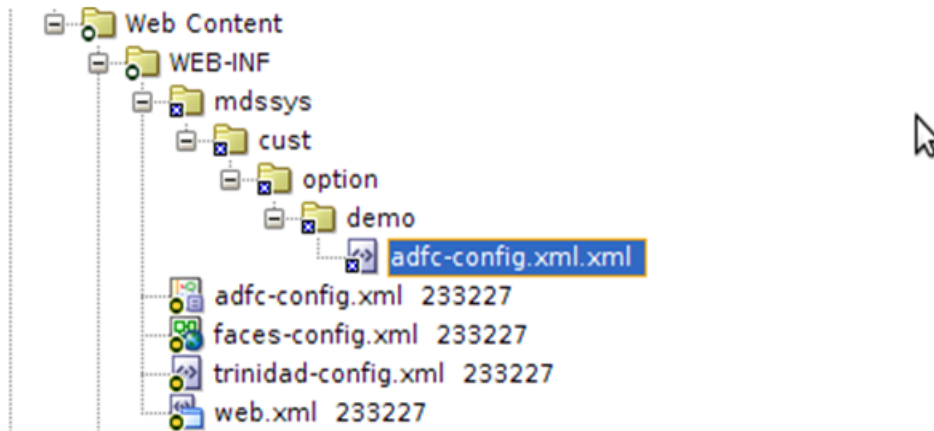 Web Content
WEB-INF
mdssys
cust
option
demo
adfc-config.xml.xml
adfc-config.xml 233227
faces-config.xml 233227
trinidad-config.xml 233227
web.xml 233227